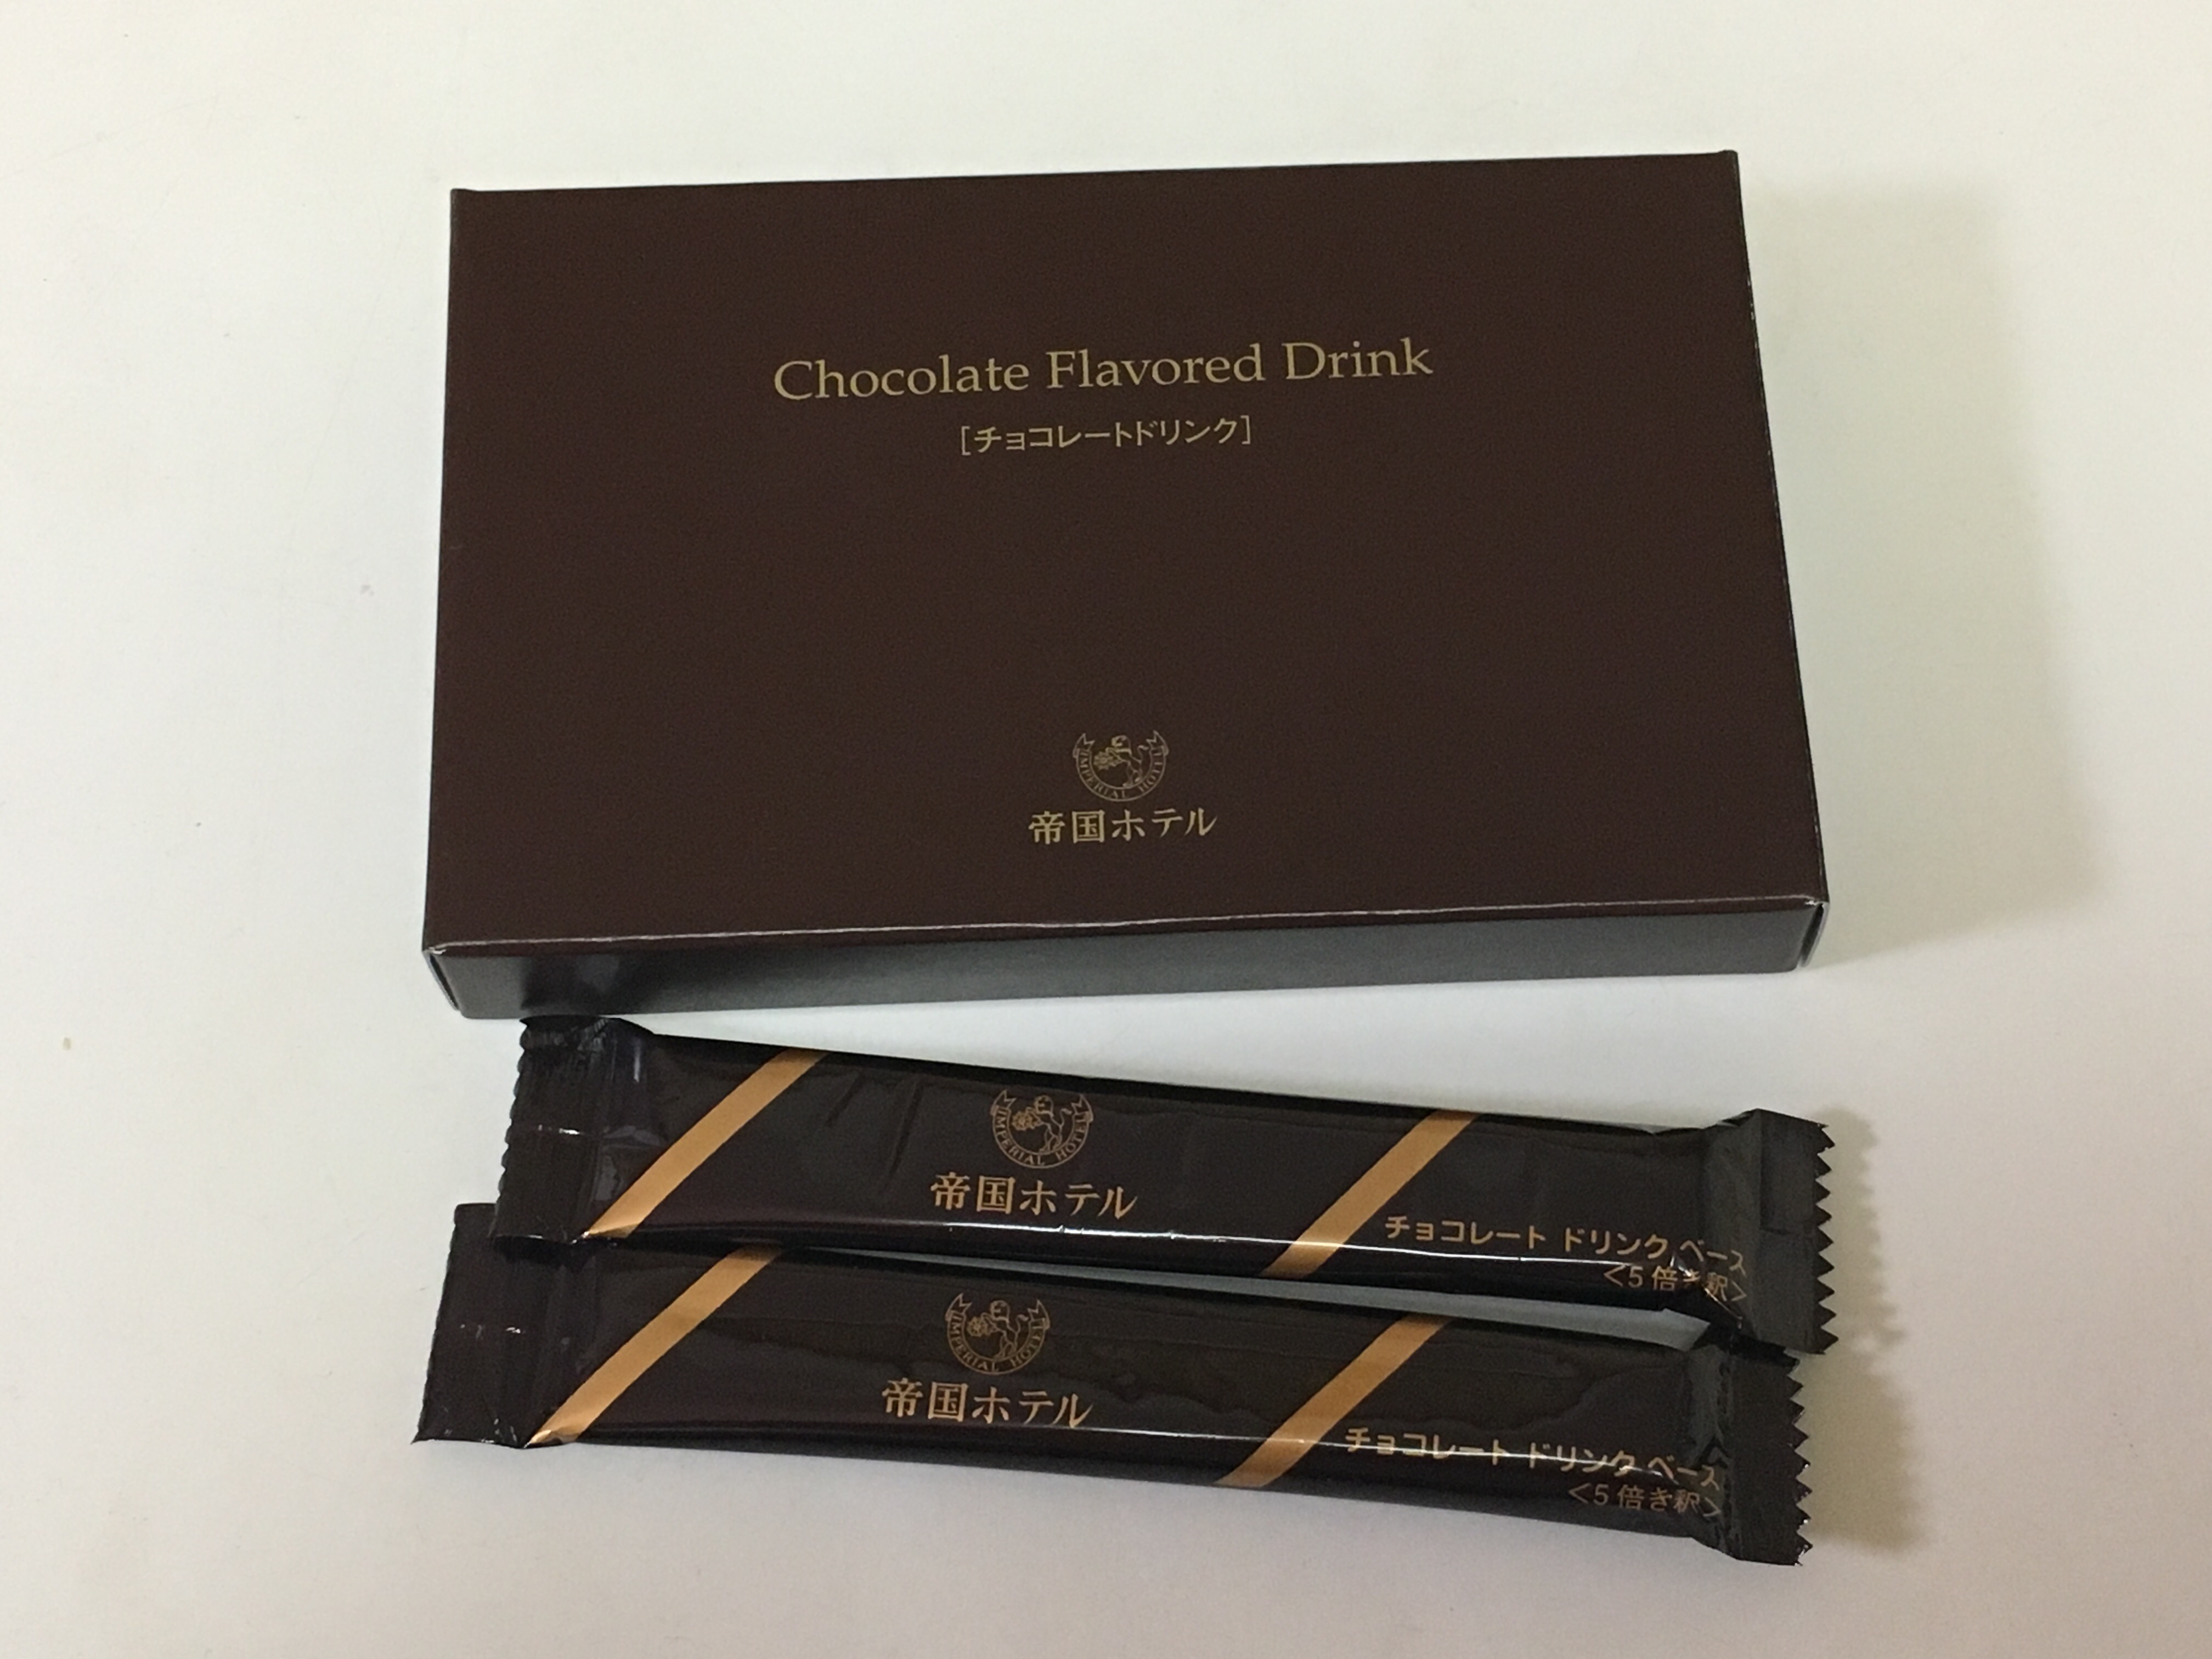 Chocolate Flavored Drink
[チョコレートドリンク]
IMPERIAL HOTEL
帝国ホテル
IMPERIAL HOTEL
帝国ホテル
チョコレート ドリンク ベース
<5倍き釈>
IMPERIAL HOTEL
帝国ホテル
チョコレート ドリンク ベース
<5倍き釈>